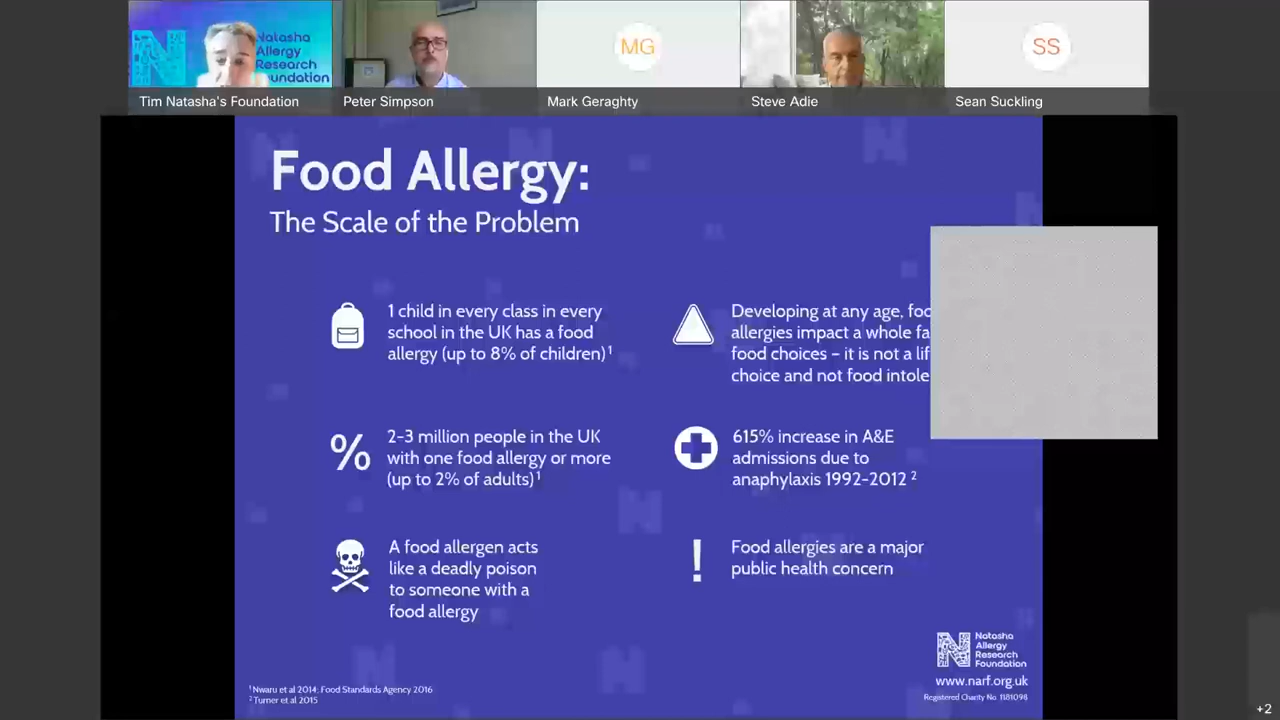 Natasha
Allergy
Research
Foundation
MG
SS
Tim Natasha's Foundation
Peter Simpson
Mark Geraghty
Steve Adie
Sean Suckling
Food Allergy:
The Scale of the Problem
1 child in every class in every
school in the UK has a food
allergy (up to 8% of children)¹
Developing at any age,
allergies impact a whole
food choices – it is not a
choice and not food
% 2-3 million people in the UK
with one food allergy or more
(up to 2% of adults)¹
615% increase in A&E
admissions due to
anaphylaxis 1992-2012 ²
A food allergen acts
like a deadly poison
to someone with a
food allergy
! Food allergies are a major
public health concern
N Natasha
Allergy
Research
Foundation
www.narf.org.uk
Registered Charity No. 1181098
¹ Nwaru et al 2014; Food Standards Agency 2016
² Turner et al 2015
+2